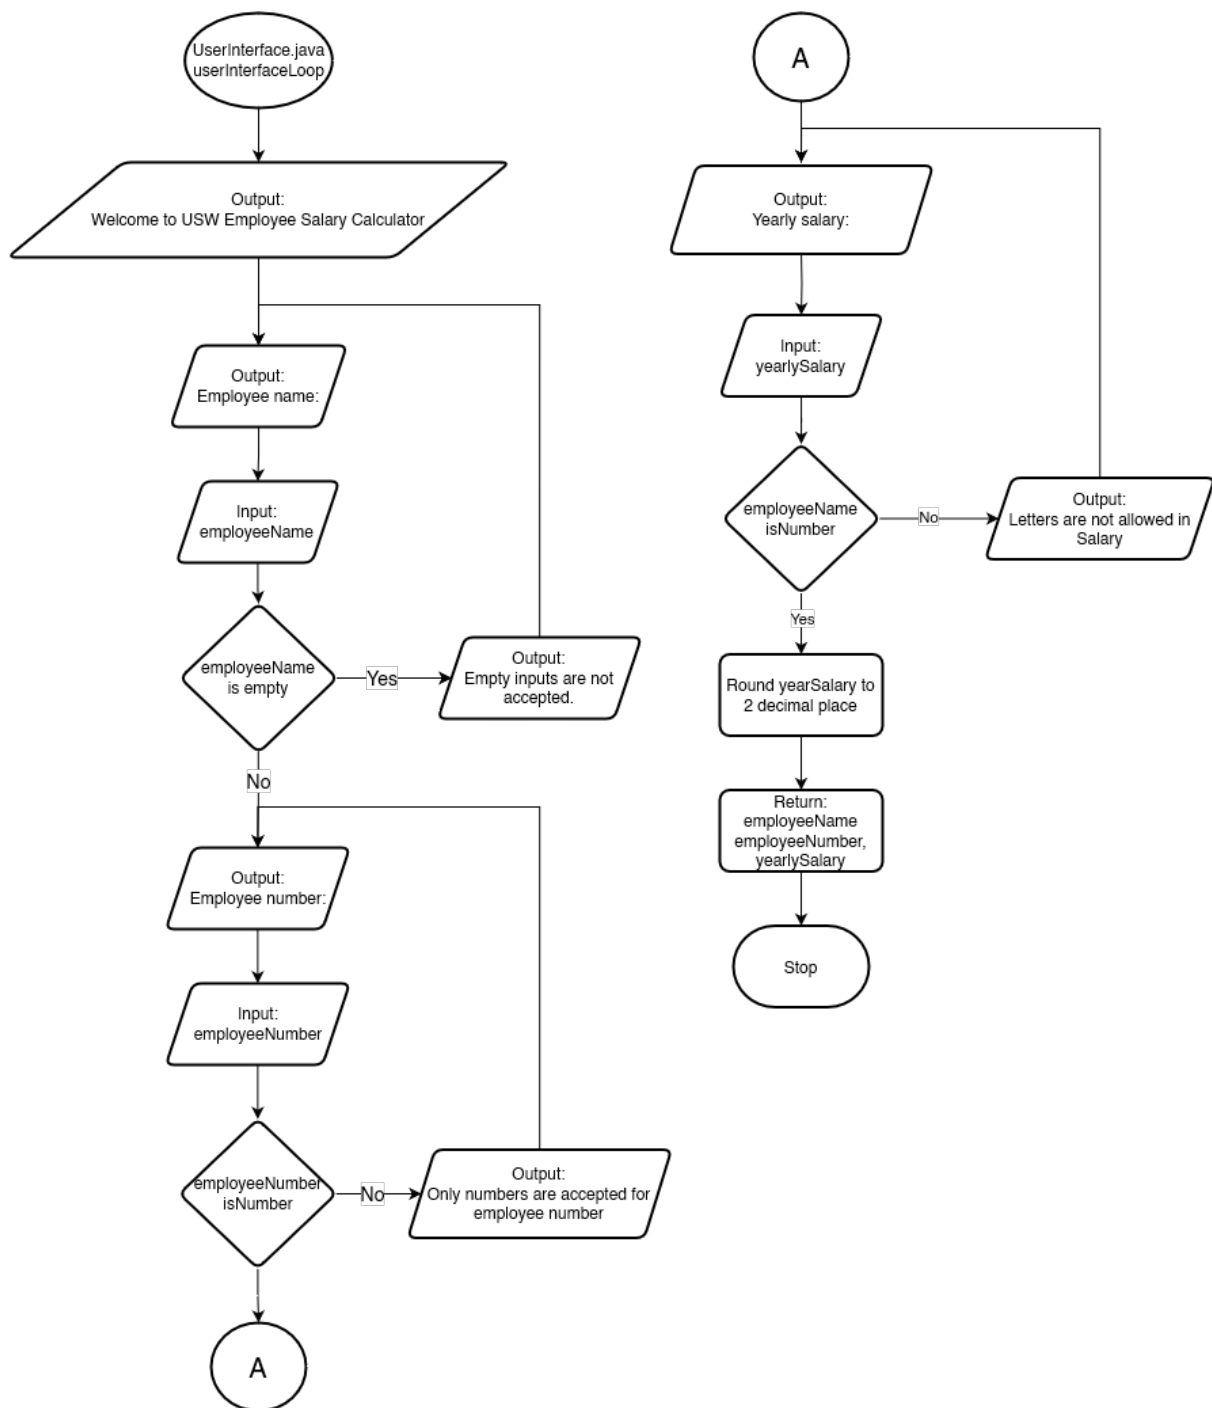 UserInterface.java
userInterfaceLoop
Output:
Welcome to USW Employee Salary Calculator
Output:
Employee name:
Input:
employeeName
employeeName
is empty
Yes
Output:
Empty inputs are not
accepted.
No
Output:
Employee number:
Input:
employeeNumber
employeeNumber
isNumber
No
Output:
Only numbers are accepted for
employee number
A
A
Output:
Yearly salary:
Input:
yearlySalary
employeeName
isNumber
No
Output:
Letters are not allowed in
Salary
Yes
Round yearSalary to
2 decimal place
Return:
employeeName
employeeNumber,
yearlySalary
Stop